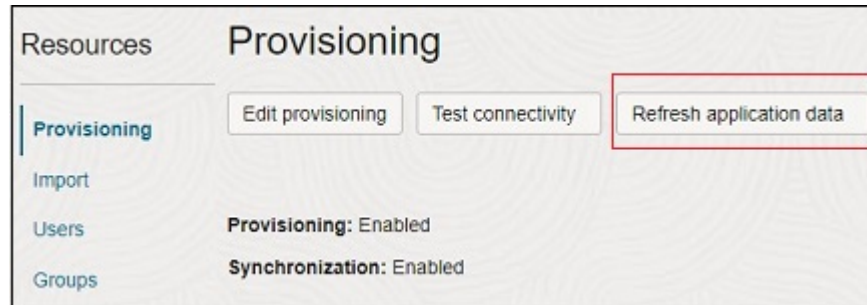 Resources
Provisioning
Import
Users
Groups
Provisioning
Edit provisioning Test connectivity Refresh application data
Provisioning: Enabled
Synchronization: Enabled